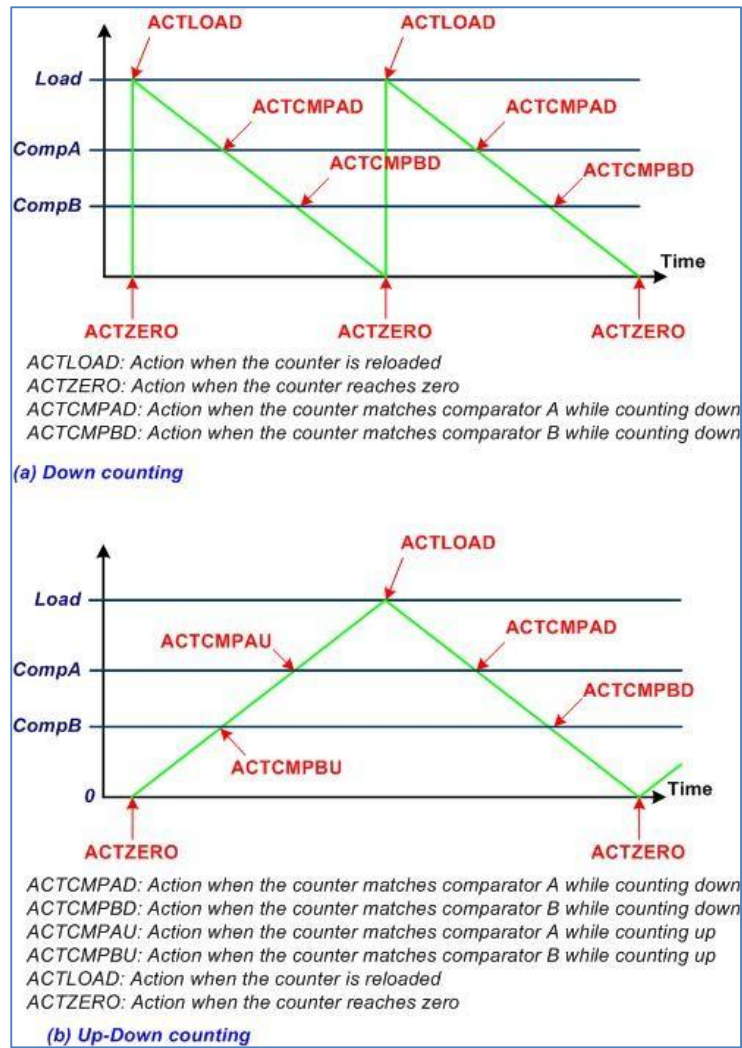 ACTLOAD ACTLOAD
Load
ACTCMPAD ACTCMPAD
CompA
ACTCMPBD ACTCMPBD
CompB
Time
ACTZERO ACTZERO ACTZERO
ACTLOAD: Action when the counter is reloaded
ACTZERO: Action when the counter reaches zero
ACTCMPAD: Action when the counter matches comparator A while counting down
ACTCMPBD: Action when the counter matches comparator B while counting down
(a) Down counting
ACTLOAD
Load
ACTCMPAU ACTCMPAD
CompA
ACTCMPBD
CompB
ACTCMPBU
0 Time
ACTZERO ACTZERO
ACTCMPAD: Action when the counter matches comparator A while counting down
ACTCMPBD: Action when the counter matches comparator B while counting down
ACTCMPAU: Action when the counter matches comparator A while counting up
ACTCMPBU: Action when the counter matches comparator B while counting up
ACTLOAD: Action when the counter is reloaded
ACTZERO: Action when the counter reaches zero
(b) Up-Down counting